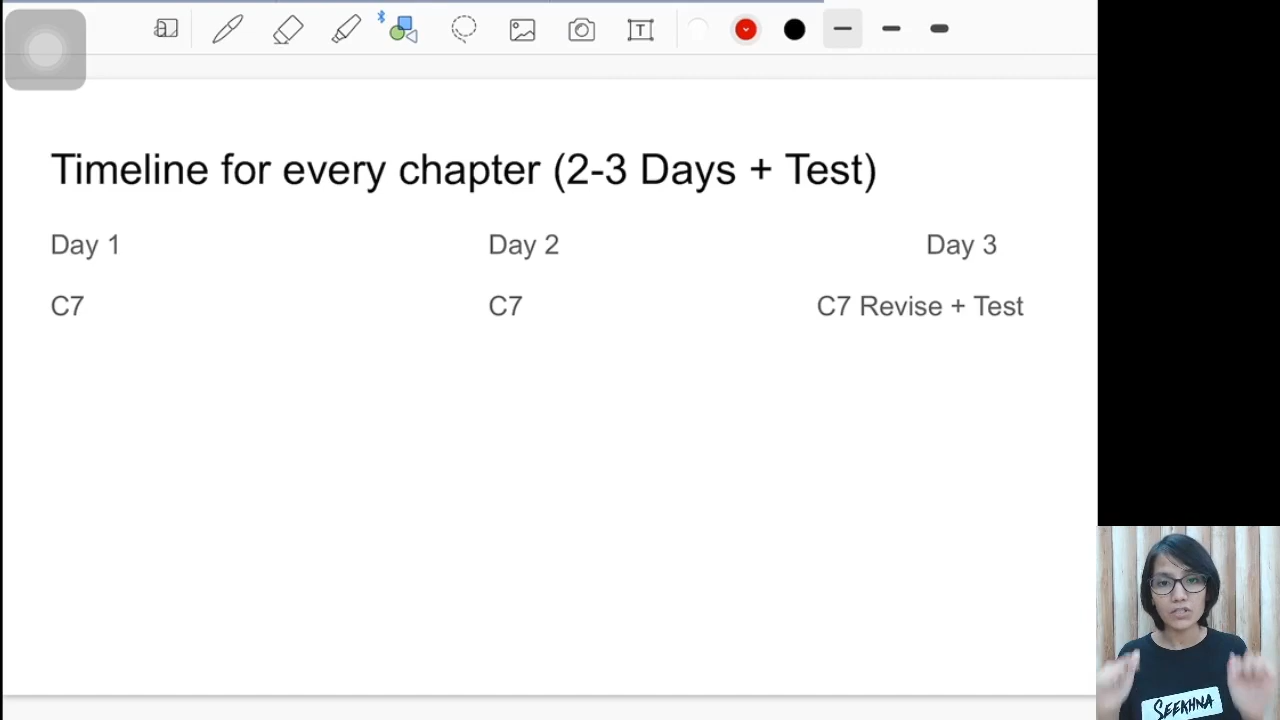 Timeline for every chapter (2-3 Days + Test)
Day 1 Day 2 Day 3
C7 C7 C7 Revise + Test
T
SEEKHNA